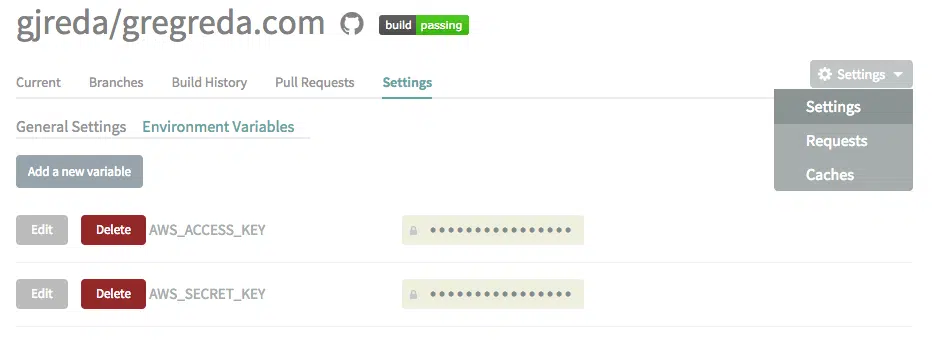 gjreda/gregreda.com build passing
Current Branches Build History Pull Requests Settings Settings
Settings
General Settings Environment Variables
Requests
Add a new variable
Caches
Edit Delete AWS_ACCESS_KEY ••••••••••••••••
Edit Delete AWS_SECRET_KEY ••••••••••••••••